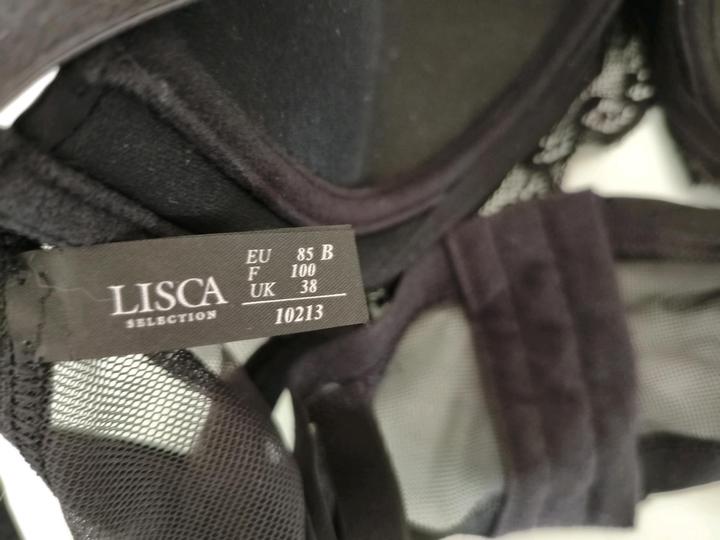 LISCA
SELECTION
EU 85 B
F 100
UK 38
10213